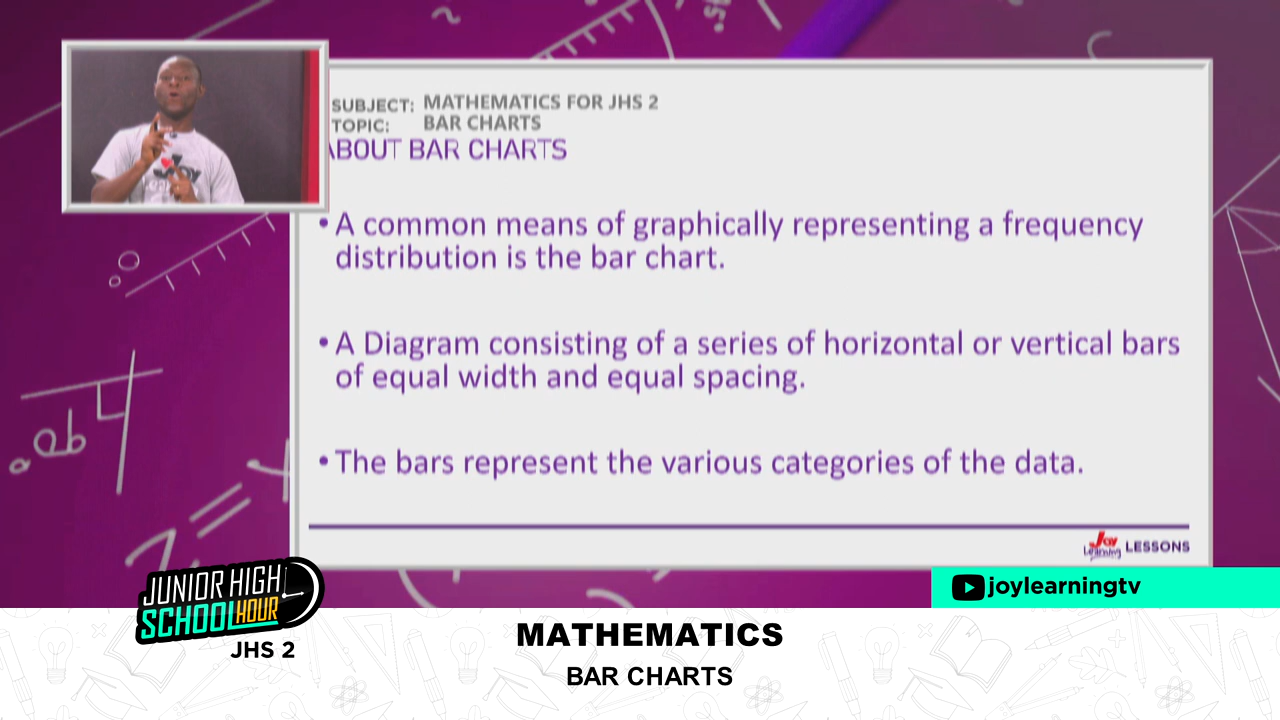 SUBJECT: MATHEMATICS FOR JHS 2
TOPIC: BAR CHARTS
ABOUT BAR CHARTS
• A common means of graphically representing a frequency
distribution is the bar chart.
• A Diagram consisting of a series of horizontal or vertical bars
of equal width and equal spacing.
• The bars represent the various categories of the data.
Joy Learning LESSONS
joylearningtv
JUNIOR HIGH
SCHOOL HOUR
JHS 2
MATHEMATICS
BAR CHARTS